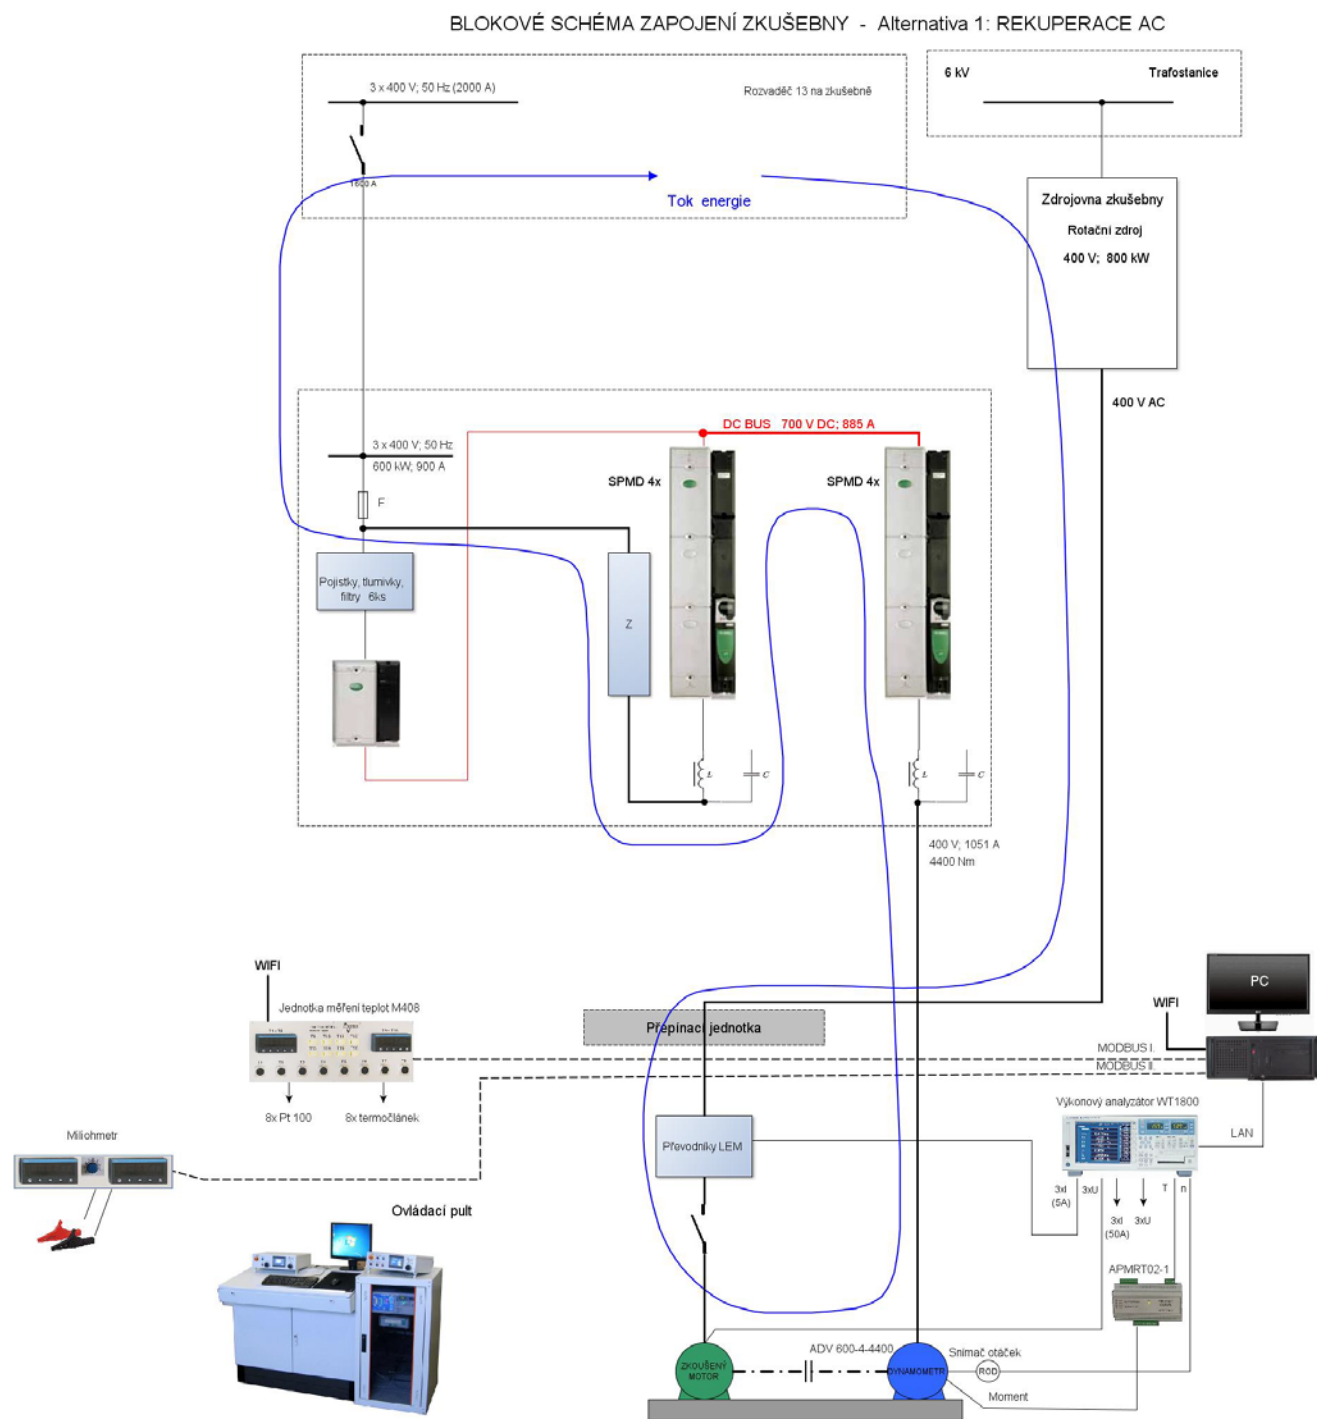 BLOKOVÉ SCHÉMA ZAPOJENÍ ZKUŠEBNY - Alternativa 1: REKUPERACE AC
3 x 400 V; 50 Hz (2000 A)
Rozvaděč 13 na zkušebně
6 kV
Trafostanice
1600 A
Tok energie
Zdrojovna zkušebny
Rotační zdroj
400 V; 800 kW
400 V AC
DC BUS 700 V DC; 885 A
3 x 400 V; 50 Hz
600 kW; 900 A
SPMD 4x
SPMD 4x
F
Pojistky, tlumivky,
filtry 6ks
Z
L
C
L
C
400 V; 1051 A
4400 Nm
WIFI
Jednotka měření teplot M408
PC
WIFI
Přepínací jednotka
MODBUS I.
MODBUS II.
8x Pt 100
8x termočlánek
Výkonový analyzátor WT1800
LAN
Miliohmetr
Převodníky LEM
3xI
(5A)
3xU
3xI
(50A)
3xU
T
n
Ovládací pult
APMRT02-1
ADV 600-4-4400
Snímač otáček
ZKOUŠENÝ
MOTOR
DYNAMOMETR
ROD
Moment